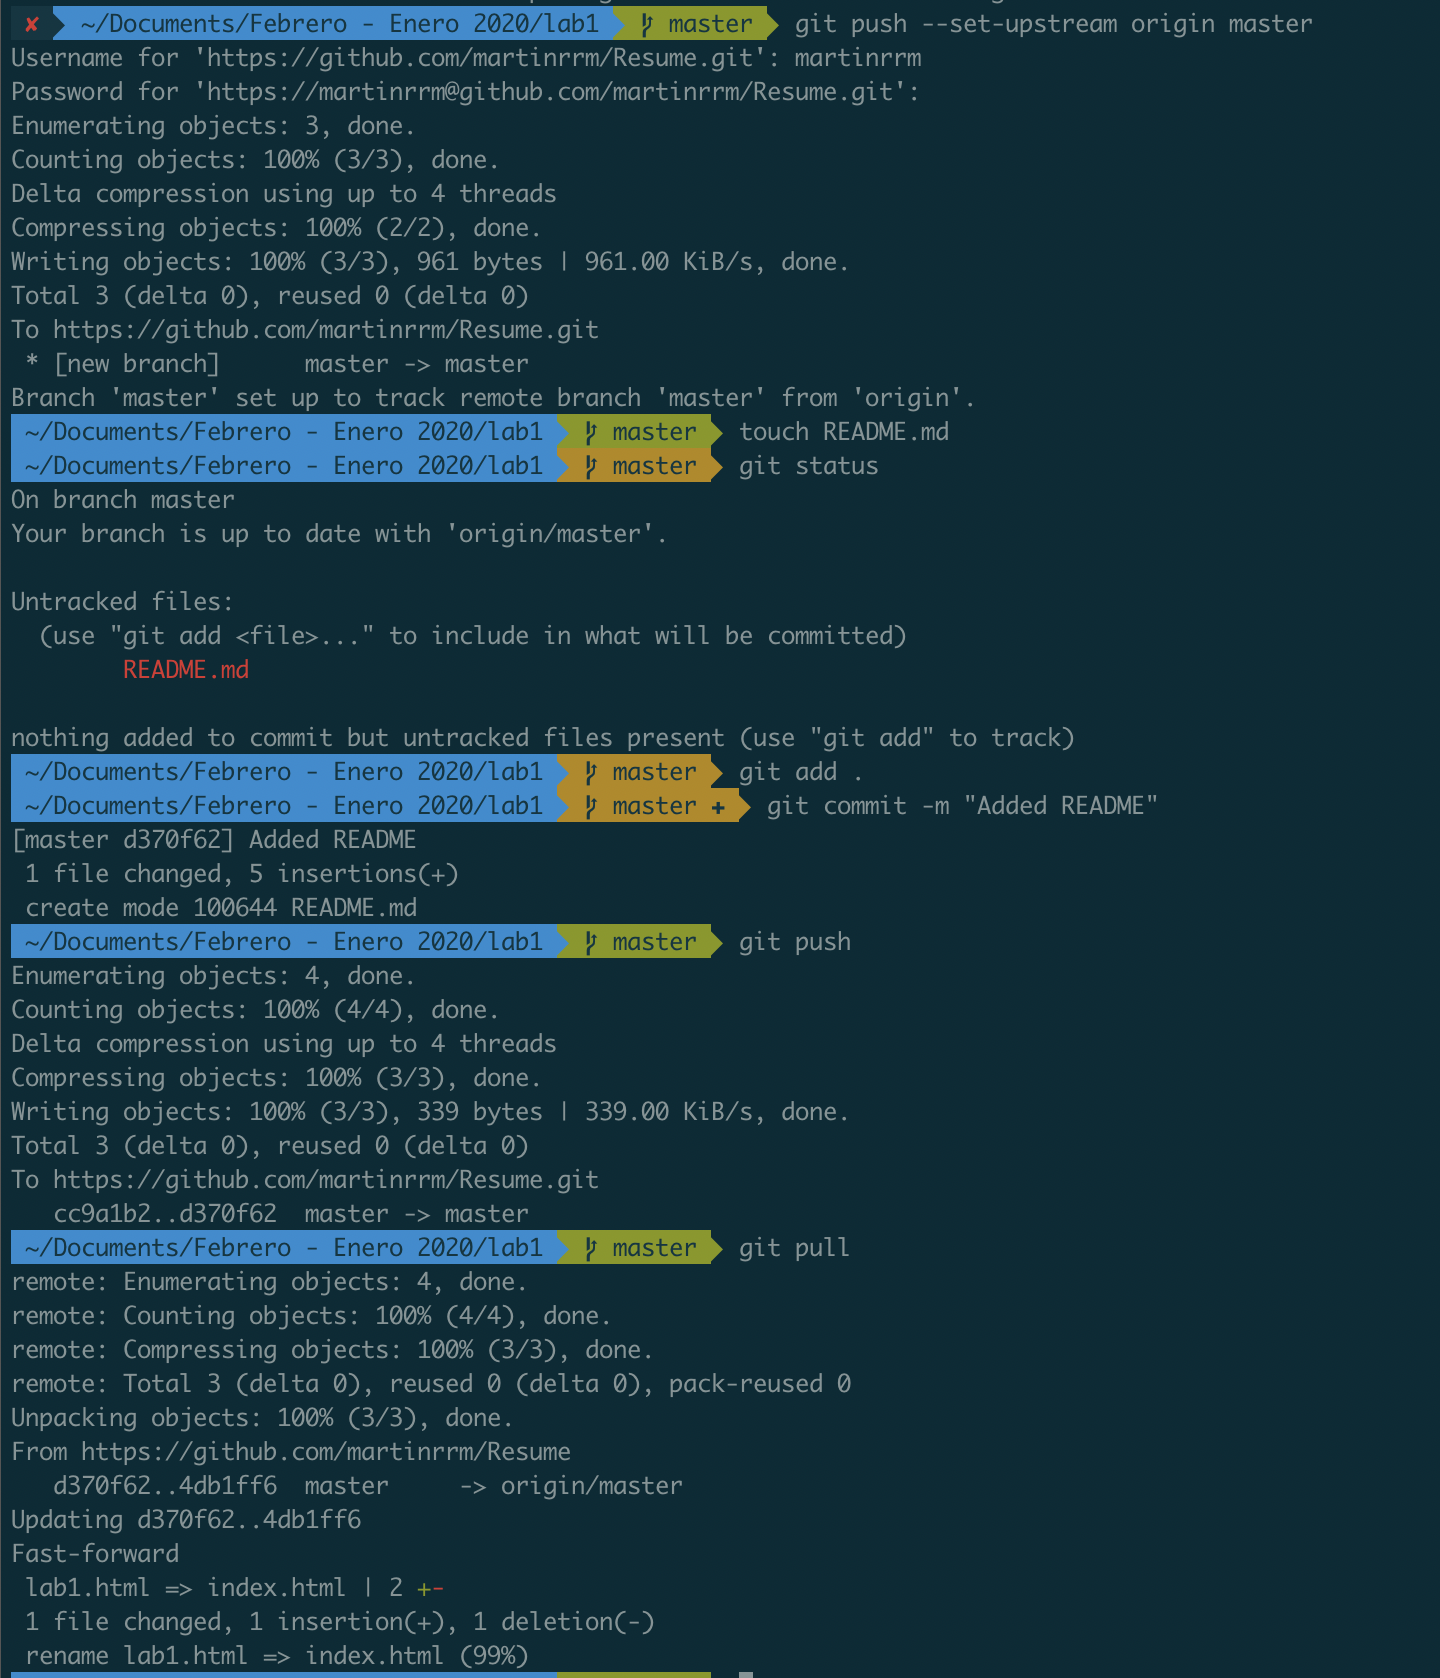 ✘ ~/Documents/Febrero - Enero 2020/lab1 master git push --set-upstream origin master
Username for 'https://github.com/martinrrm/Resume.git': martinrrm
Password for 'https://martinrrm@github.com/martinrrm/Resume.git':
Enumerating objects: 3, done.
Counting objects: 100% (3/3), done.
Delta compression using up to 4 threads
Compressing objects: 100% (2/2), done.
Writing objects: 100% (3/3), 961 bytes | 961.00 KiB/s, done.
Total 3 (delta 0), reused 0 (delta 0)
To https://github.com/martinrrm/Resume.git
 * [new branch]      master -> master
Branch 'master' set up to track remote branch 'master' from 'origin'.
~/Documents/Febrero - Enero 2020/lab1 master touch README.md
~/Documents/Febrero - Enero 2020/lab1 master git status
On branch master
Your branch is up to date with 'origin/master'.
Untracked files:
  (use "git add <file>..." to include in what will be committed)
        README.md
nothing added to commit but untracked files present (use "git add" to track)
~/Documents/Febrero - Enero 2020/lab1 master git add .
~/Documents/Febrero - Enero 2020/lab1 master ✚ git commit -m "Added README"
[master d370f62] Added README
 1 file changed, 5 insertions(+)
 create mode 100644 README.md
~/Documents/Febrero - Enero 2020/lab1 master git push
Enumerating objects: 4, done.
Counting objects: 100% (4/4), done.
Delta compression using up to 4 threads
Compressing objects: 100% (3/3), done.
Writing objects: 100% (3/3), 339 bytes | 339.00 KiB/s, done.
Total 3 (delta 0), reused 0 (delta 0)
To https://github.com/martinrrm/Resume.git
   cc9a1b2..d370f62  master -> master
~/Documents/Febrero - Enero 2020/lab1 master git pull
remote: Enumerating objects: 4, done.
remote: Counting objects: 100% (4/4), done.
remote: Compressing objects: 100% (3/3), done.
remote: Total 3 (delta 0), reused 0 (delta 0), pack-reused 0
Unpacking objects: 100% (3/3), done.
From https://github.com/martinrrm/Resume
   d370f62..4db1ff6  master     -> origin/master
Updating d370f62..4db1ff6
Fast-forward
 lab1.html => index.html | 2 +-
 1 file changed, 1 insertion(+), 1 deletion(-)
 rename lab1.html => index.html (99%)